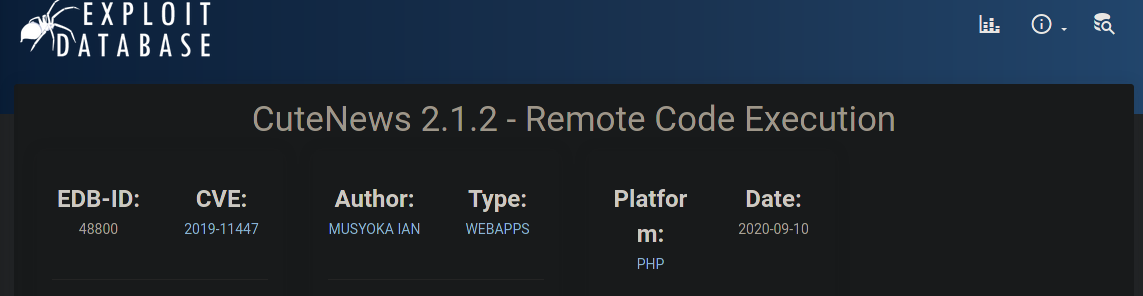 EXPLOIT
DATABASE
CuteNews 2.1.2 - Remote Code Execution
EDB-ID:
48800
CVE:
2019-11447
Author:
MUSYOKA IAN
Type:
WEBAPPS
Platfor
m:
PHP
Date:
2020-09-10